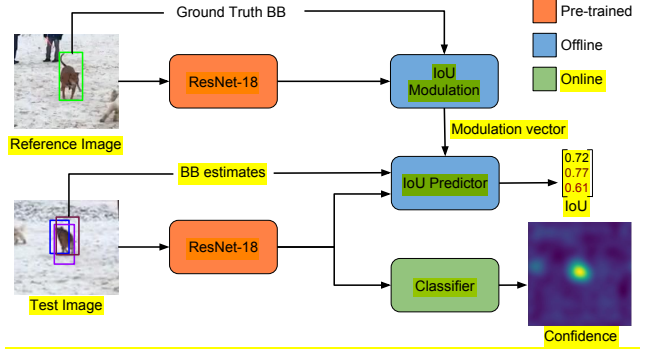 Ground Truth BB
Pre-trained
Offline
Online
ResNet-18
IoU
Modulation
Reference Image
Modulation vector
BB estimates
IoU Predictor
0.72
0.77
0.61
IoU
ResNet-18
Classifier
Test Image
Confidence